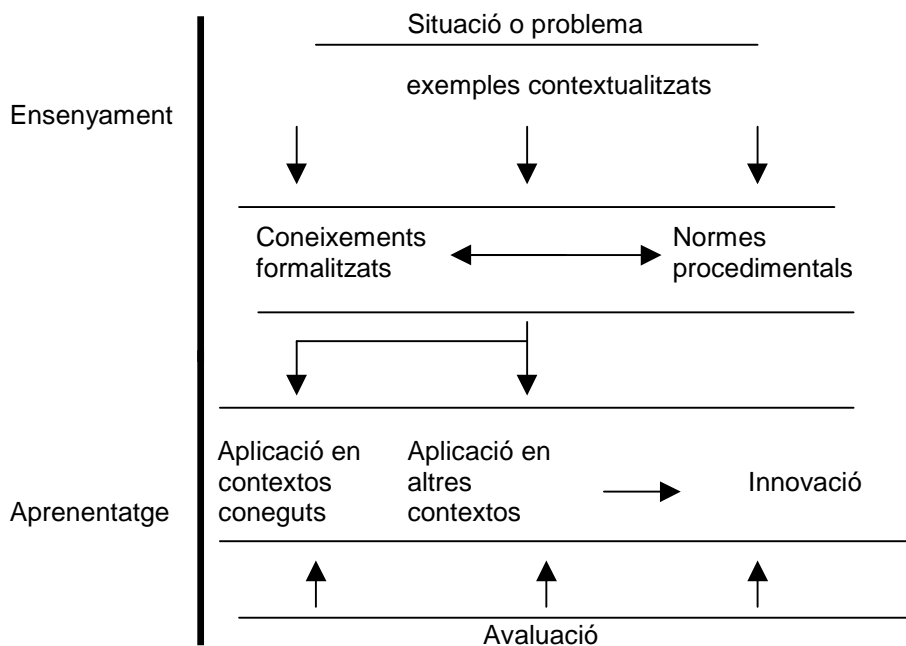 Situació o problema
exemples contextualitzats
Ensenyament
Coneixements
formalitzats
Normes
procedimentals
Aplicació en
contextos
coneguts
Aplicació en
altres
contextos
Innovació
Aprenentatge
Avaluació